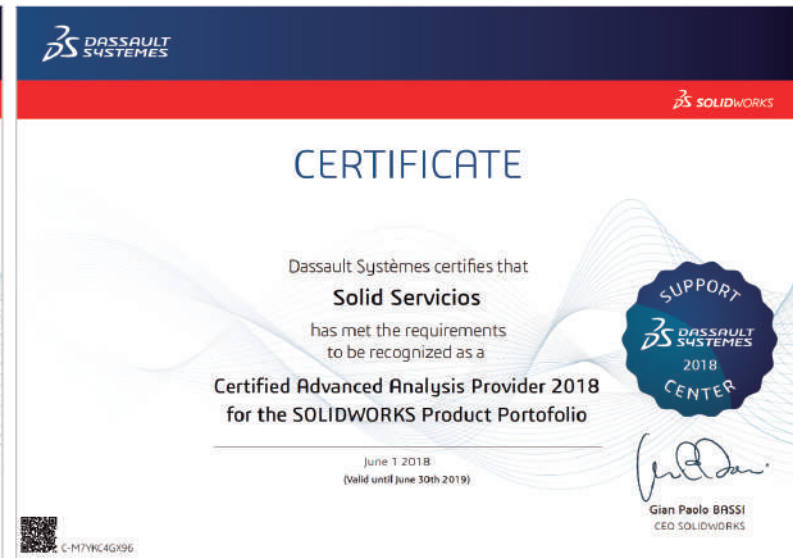 DASSAULT
SYSTEMES
SOLIDWORKS
CERTIFICATE
Dassault Systèmes certifies that
Solid Servicios
has met the requirements
to be recognized as a
Certified Advanced Analysis Provider 2018
for the SOLIDWORKS Product Portofolio
June 1 2018
(Valid until June 30th 2019)
SUPPORT
DASSAULT
SYSTEMES
2018
CENTER
Gian Paolo BASSI
CEO SOLIDWORKS
C-M7YKC4GX96